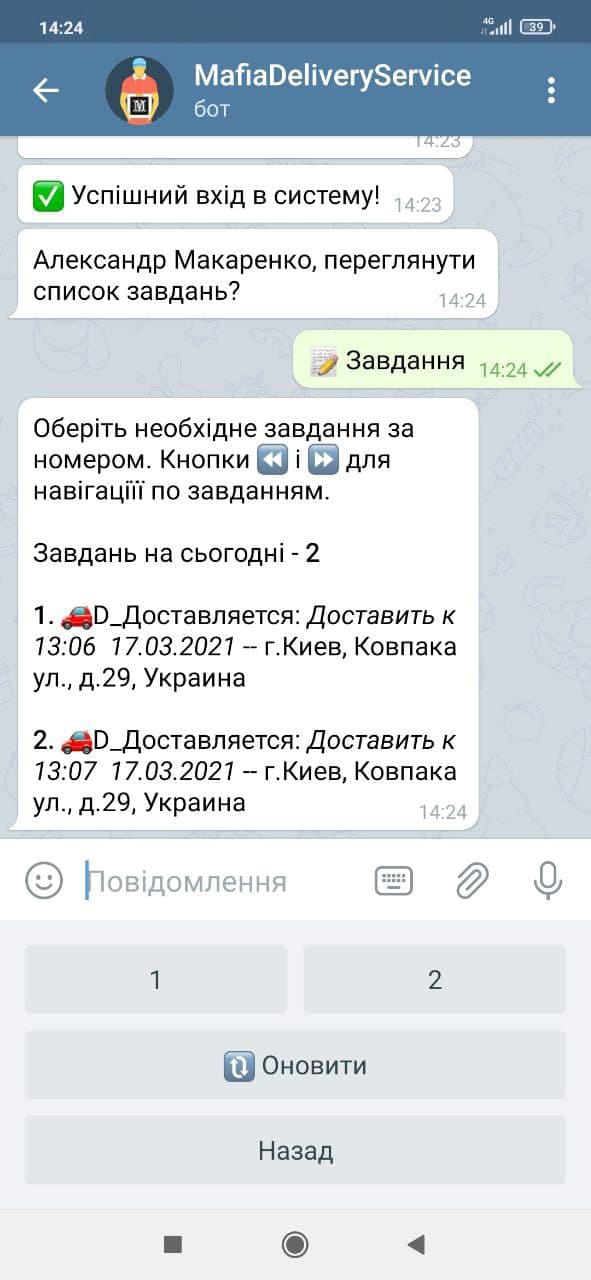 14:24
4G
39
MafiaDeliveryService
бот
M
14:23
Успішний вхід в систему! 14:23
Александр Макаренко, переглянути
список завдань?
14:24
Завдання 14:24
Оберіть необхідне завдання за
номером. Кнопки і для
навігаціїї по завданням.
Завдань на сьогодні - 2
1. D_Доставляется: Доставить к
13:06 17.03.2021 -- г.Киев, Ковпака
ул., д.29, Украина
2. D_Доставляется: Доставить к
13:07 17.03.2021 -- г.Киев, Ковпака
ул., д.29, Украина
14:24
Повідомлення
1
2
Оновити
Назад